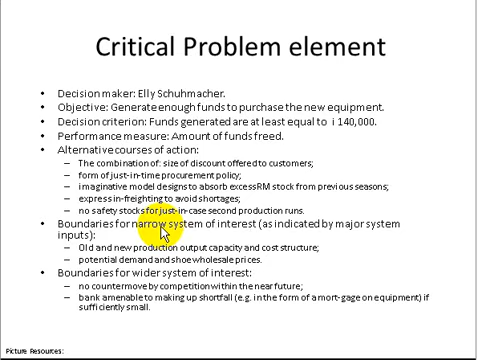 Critical Problem element
• Decision maker: Elly Schuhmacher.
• Objective: Generate enough funds to purchase the new equipment.
• Decision criterion: Funds generated are at least equal to i 140,000.
• Performance measure: Amount of funds freed.
• Alternative courses of action:
– The combination of: size of discount offered to customers;
– form of just-in-time procurement policy;
– imaginative model designs to absorb excess RM stock from previous seasons;
– express in-freighting to avoid shortages;
– no safety stocks for just-in-case second production runs.
• Boundaries for narrow system of interest (as indicated by major system
inputs):
– Old and new production output capacity and cost structure;
– potential demand and shoe wholesale prices.
• Boundaries for wider system of interest:
– no countermove by competition within the near future;
– bank amenable to making up shortfall (e.g. in the form of a mort-gage on equipment) if
sufficiently small.
Picture Resources: